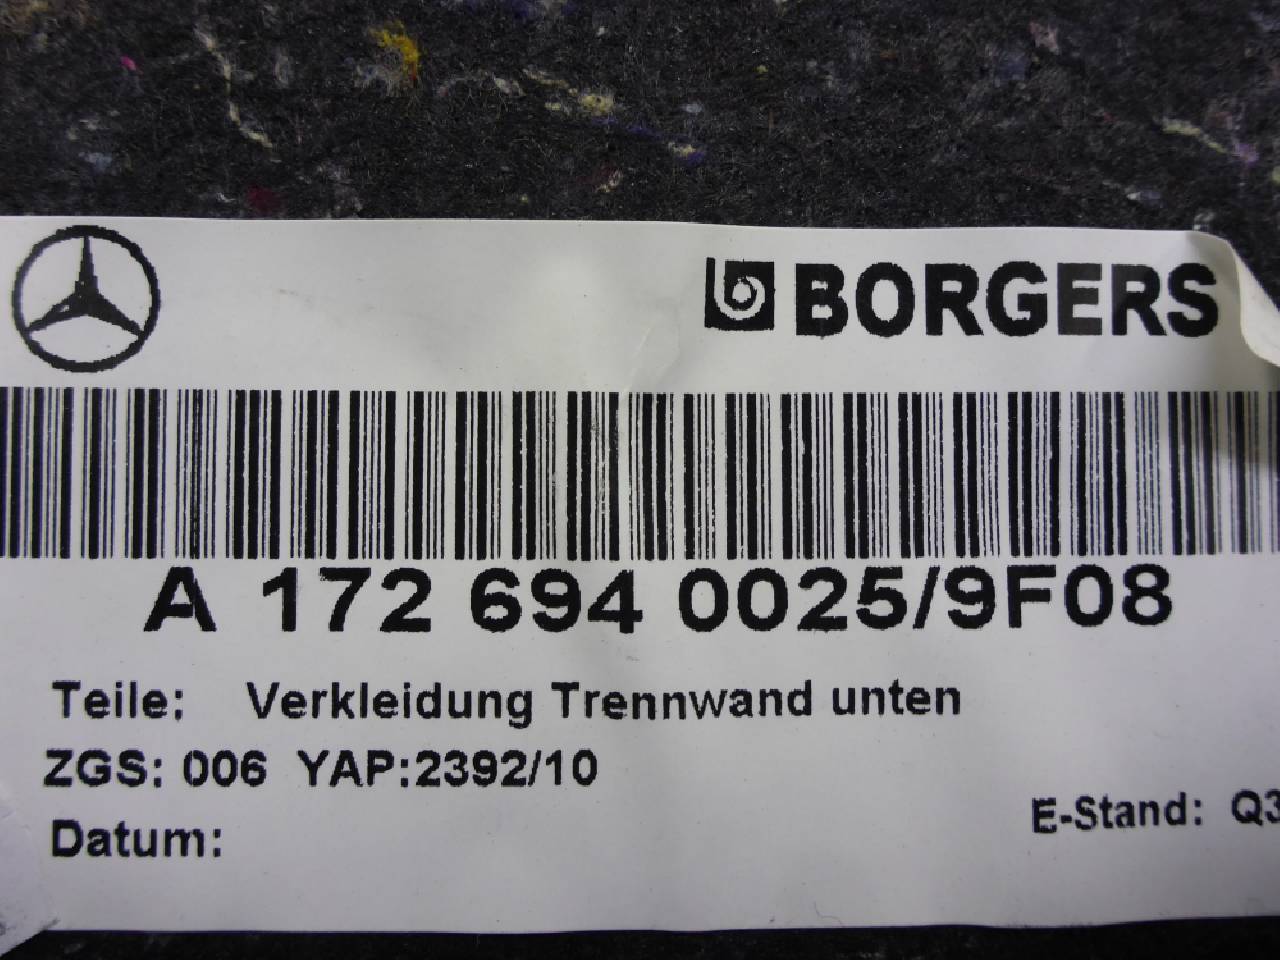 BORGERS
A 172 694 0025/9F08
Teile: Verkleidung Trennwand unten
ZGS: 006 YAP:2392/10
E-Stand: Q3
Datum: